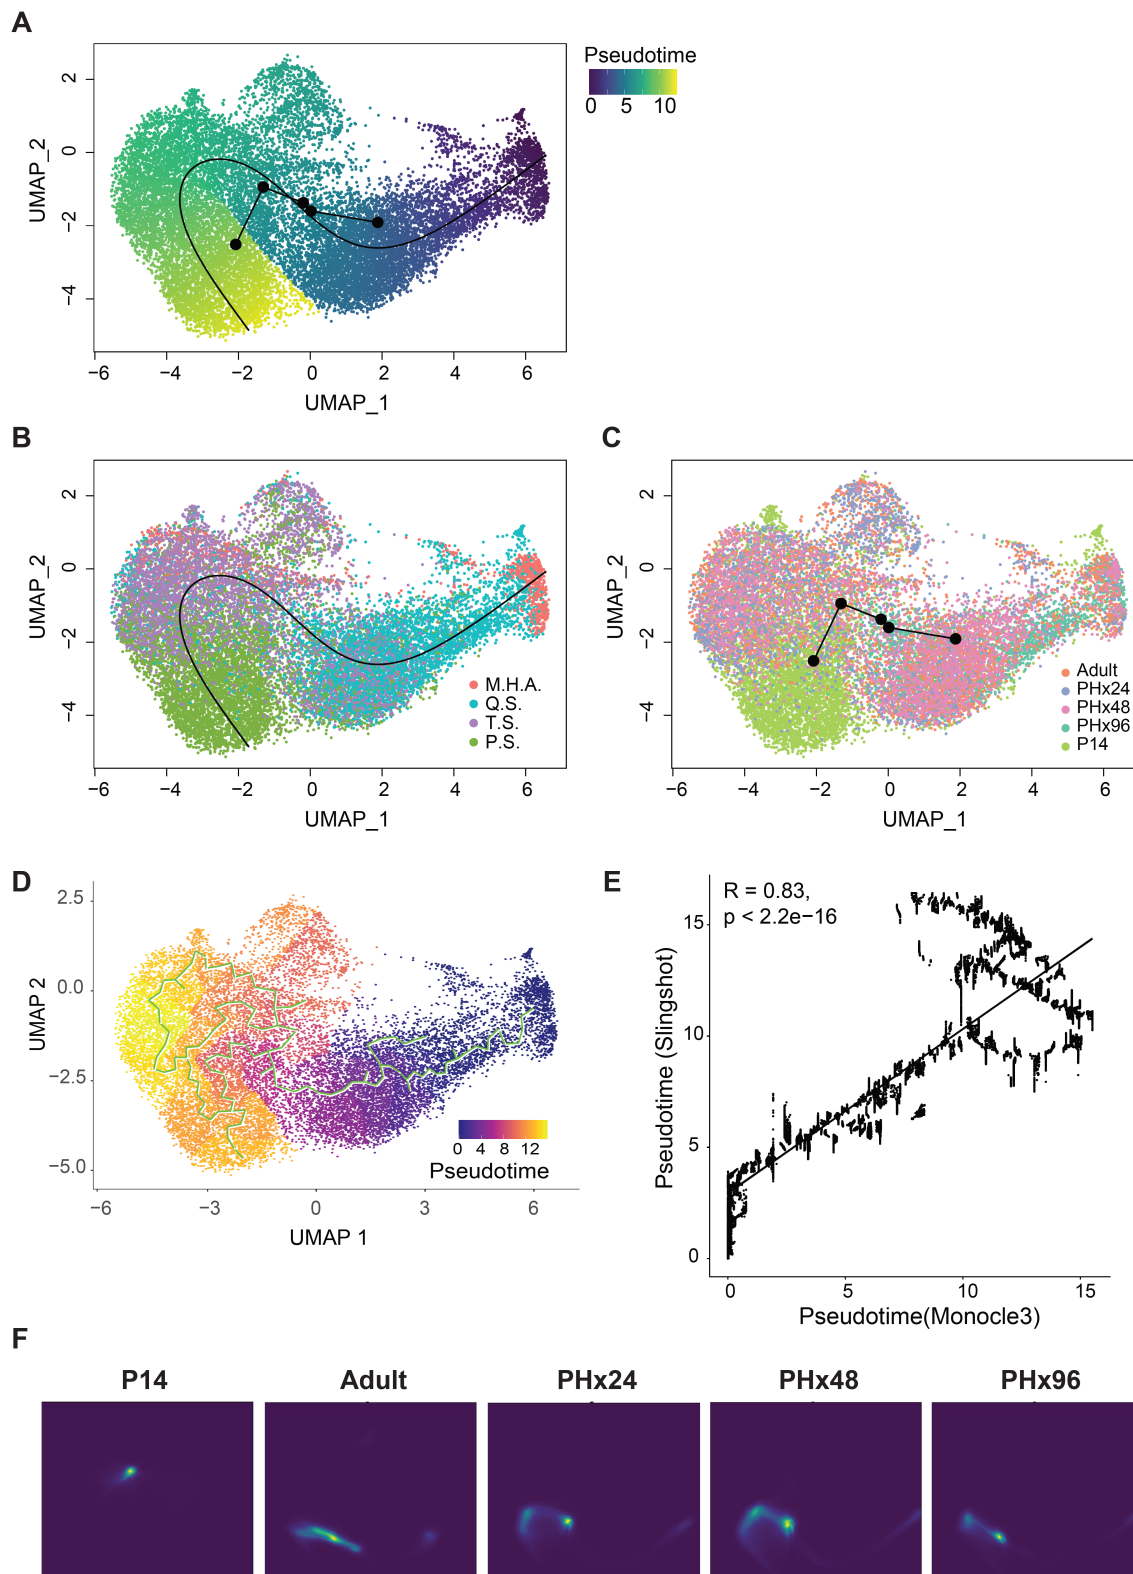 A
Pseudotime
0 5 10
2
0
−2
−4
UMAP_2
−6 −4 −2 0 2 4 6
UMAP_1
B
2
0
−2
−4
UMAP_2
M.H.A.
Q.S.
T.S.
P.S.
−6 −4 −2 0 2 4 6
UMAP_1
C
2
0
−2
−4
UMAP_2
Adult
PHx24
PHx48
PHx96
P14
−6 −4 −2 0 2 4 6
UMAP_1
D
2.5
0.0
−2.5
−5.0
UMAP 2
0 4 8 12
Pseudotime
−6 −3 0 3 6
UMAP 1
E
R = 0.83,
p < 2.2e−16
15
10
5
0
Pseudotime (Slingshot)
0 5 10 15
Pseudotime(Monocle3)
F
P14 Adult PHx24 PHx48 PHx96